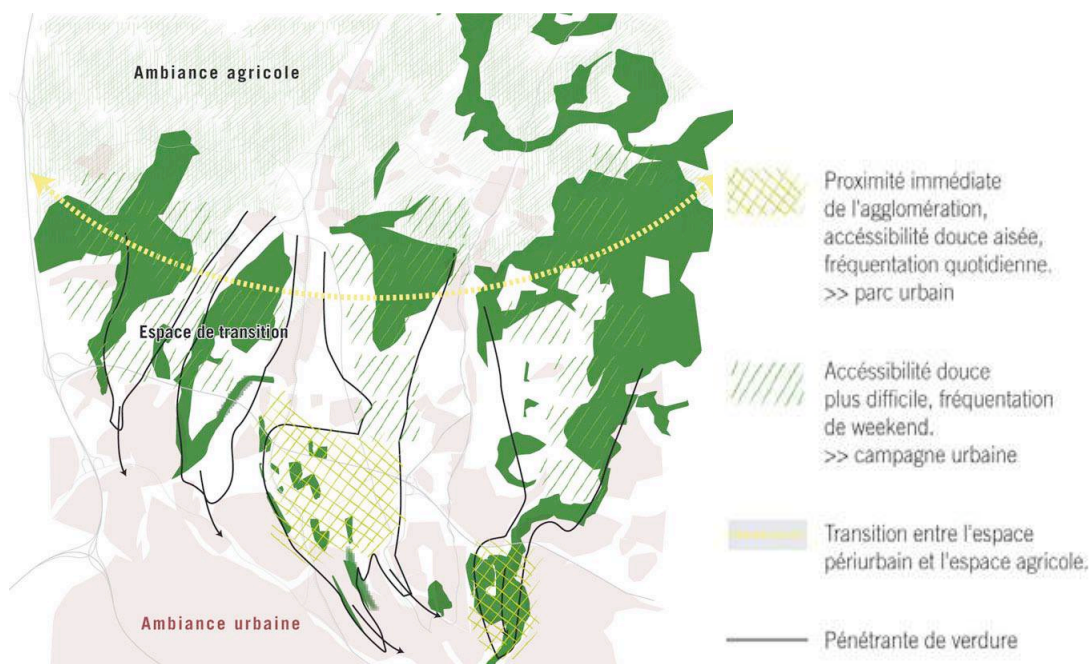 Ambiance agricole
Espace de transition
Ambiance urbaine
Proximité immédiate
de l'agglomération,
accéssibilité douce aisée,
fréquentation quotidienne.
>> parc urbain
Accéssibilité douce
plus difficile, fréquentation
de weekend.
>> campagne urbaine
Transition entre l'espace
périurbain et l'espace agricole.
Pénétrante de verdure